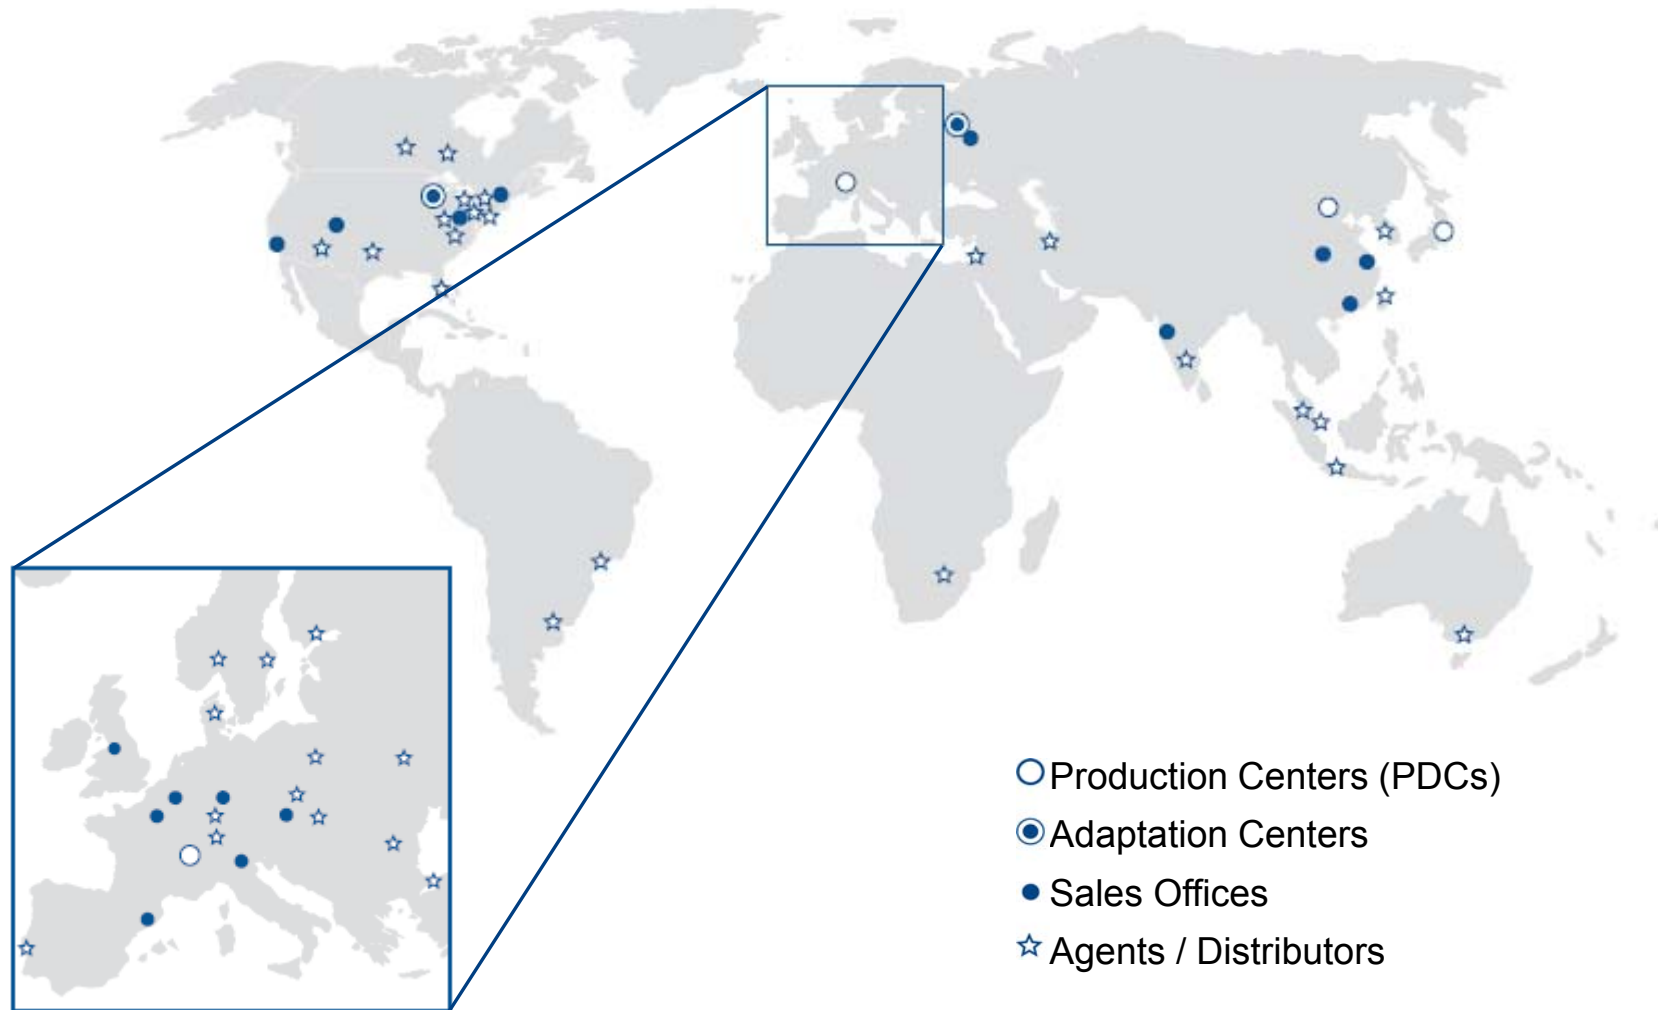 Production Centers (PDCs)
Adaptation Centers
Sales Offices
Agents / Distributors